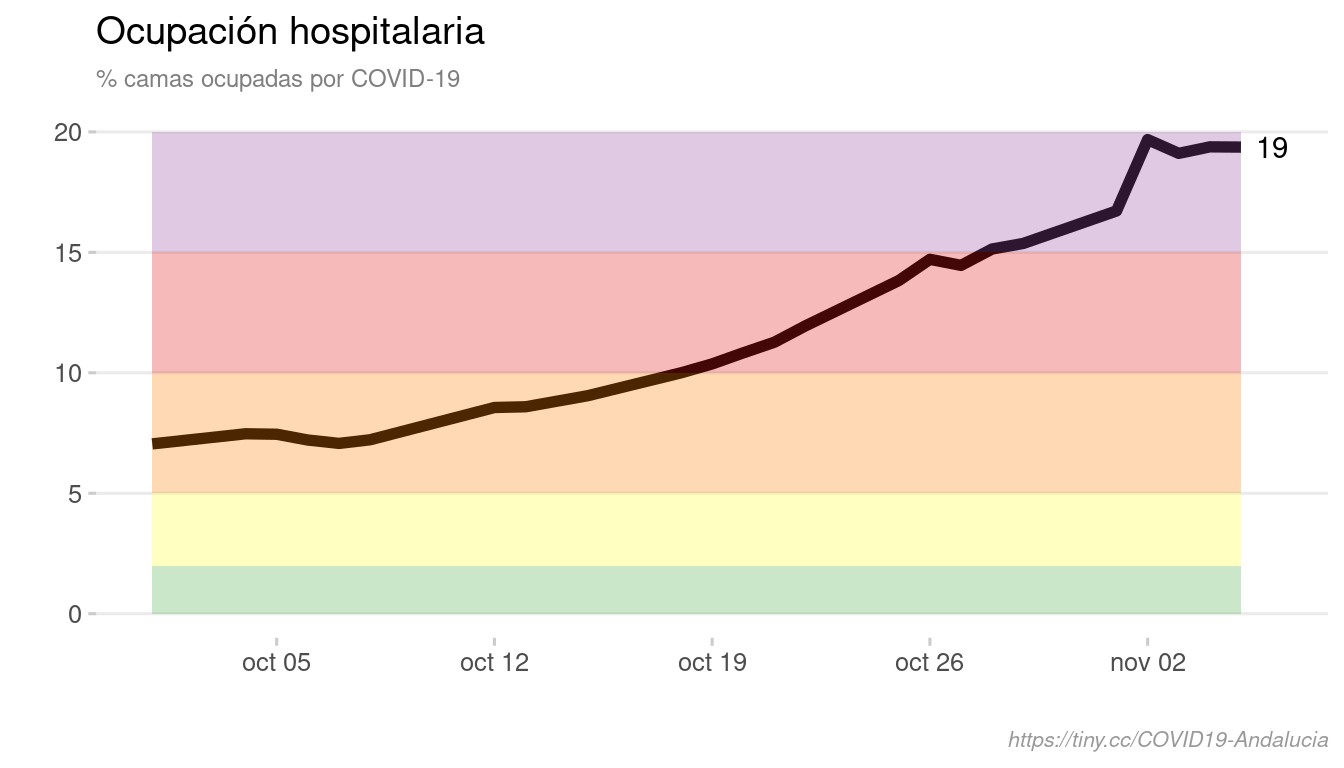 Ocupación hospitalaria
% camas ocupadas por COVID-19
20
19
15
10
5
0
oct 05 oct 12 oct 19 oct 26 nov 02
https://tiny.cc/COVID19-Andalucia